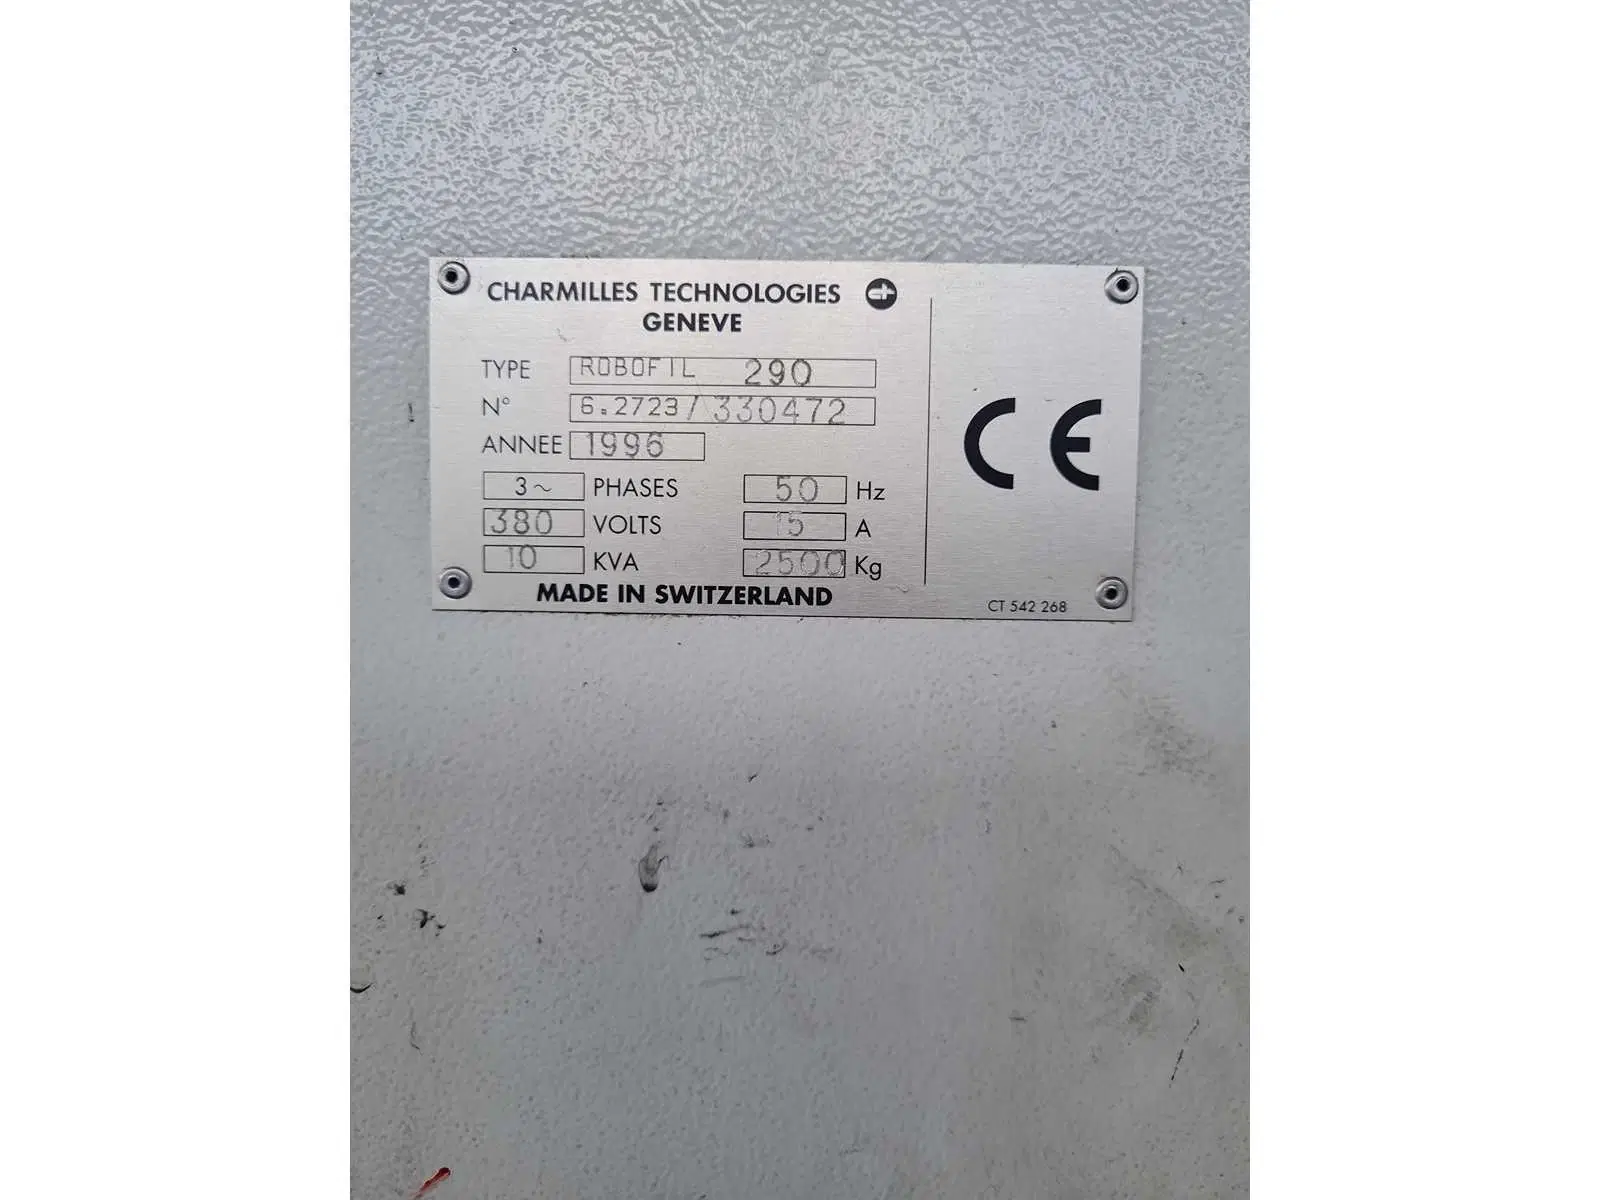 CHARMILLES TECHNOLOGIES
GENEVE
TYPE ROBOFIL 290
N° 6.2723/330472
ANNEE 1996
3~ PHASES 50 Hz
380 VOLTS 15 A
10 KVA 2500 Kg
MADE IN SWITZERLAND
CE
CT 542 268